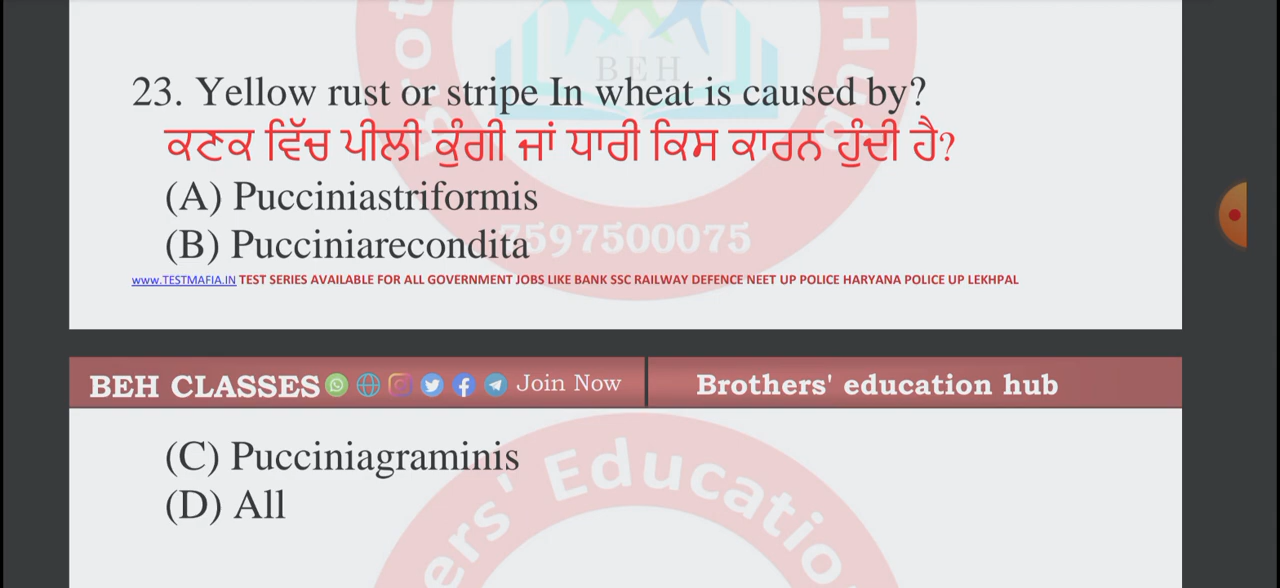 BEH
23. Yellow rust or stripe In wheat is caused by?
ਕਣਕ ਵਿੱਚ ਪੀਲੀ ਕੁੰਗੀ ਜਾਂ ਧਾਰੀ ਕਿਸ ਕਾਰਨ ਹੁੰਦੀ ਹੈ?
(A) Pucciniastriformis
(B) Pucciniarecondita
7597500075
www.TESTMAFIA.IN TEST SERIES AVAILABLE FOR ALL GOVERNMENT JOBS LIKE BANK SSC RAILWAY DEFENCE NEET UP POLICE HARYANA POLICE UP LEKHPAL
BEH CLASSES Join Now
Brothers' education hub
(C) Pucciniagraminis
(D) All